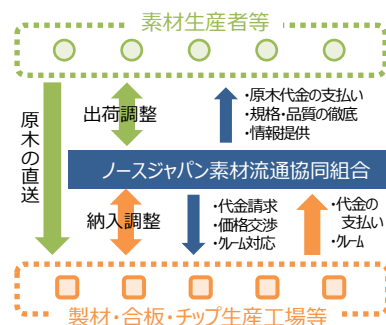 素材生産者等
原木の直送
出荷調整
・原木代金の支払い
・規格・品質の徹底
・情報提供
ノースジャパン素材流通協同組合
納入調整
・代金請求
・価格交渉
・クレーム対応
・代金の
支払い
・クレーム
製材・合板・チップ生産工場等